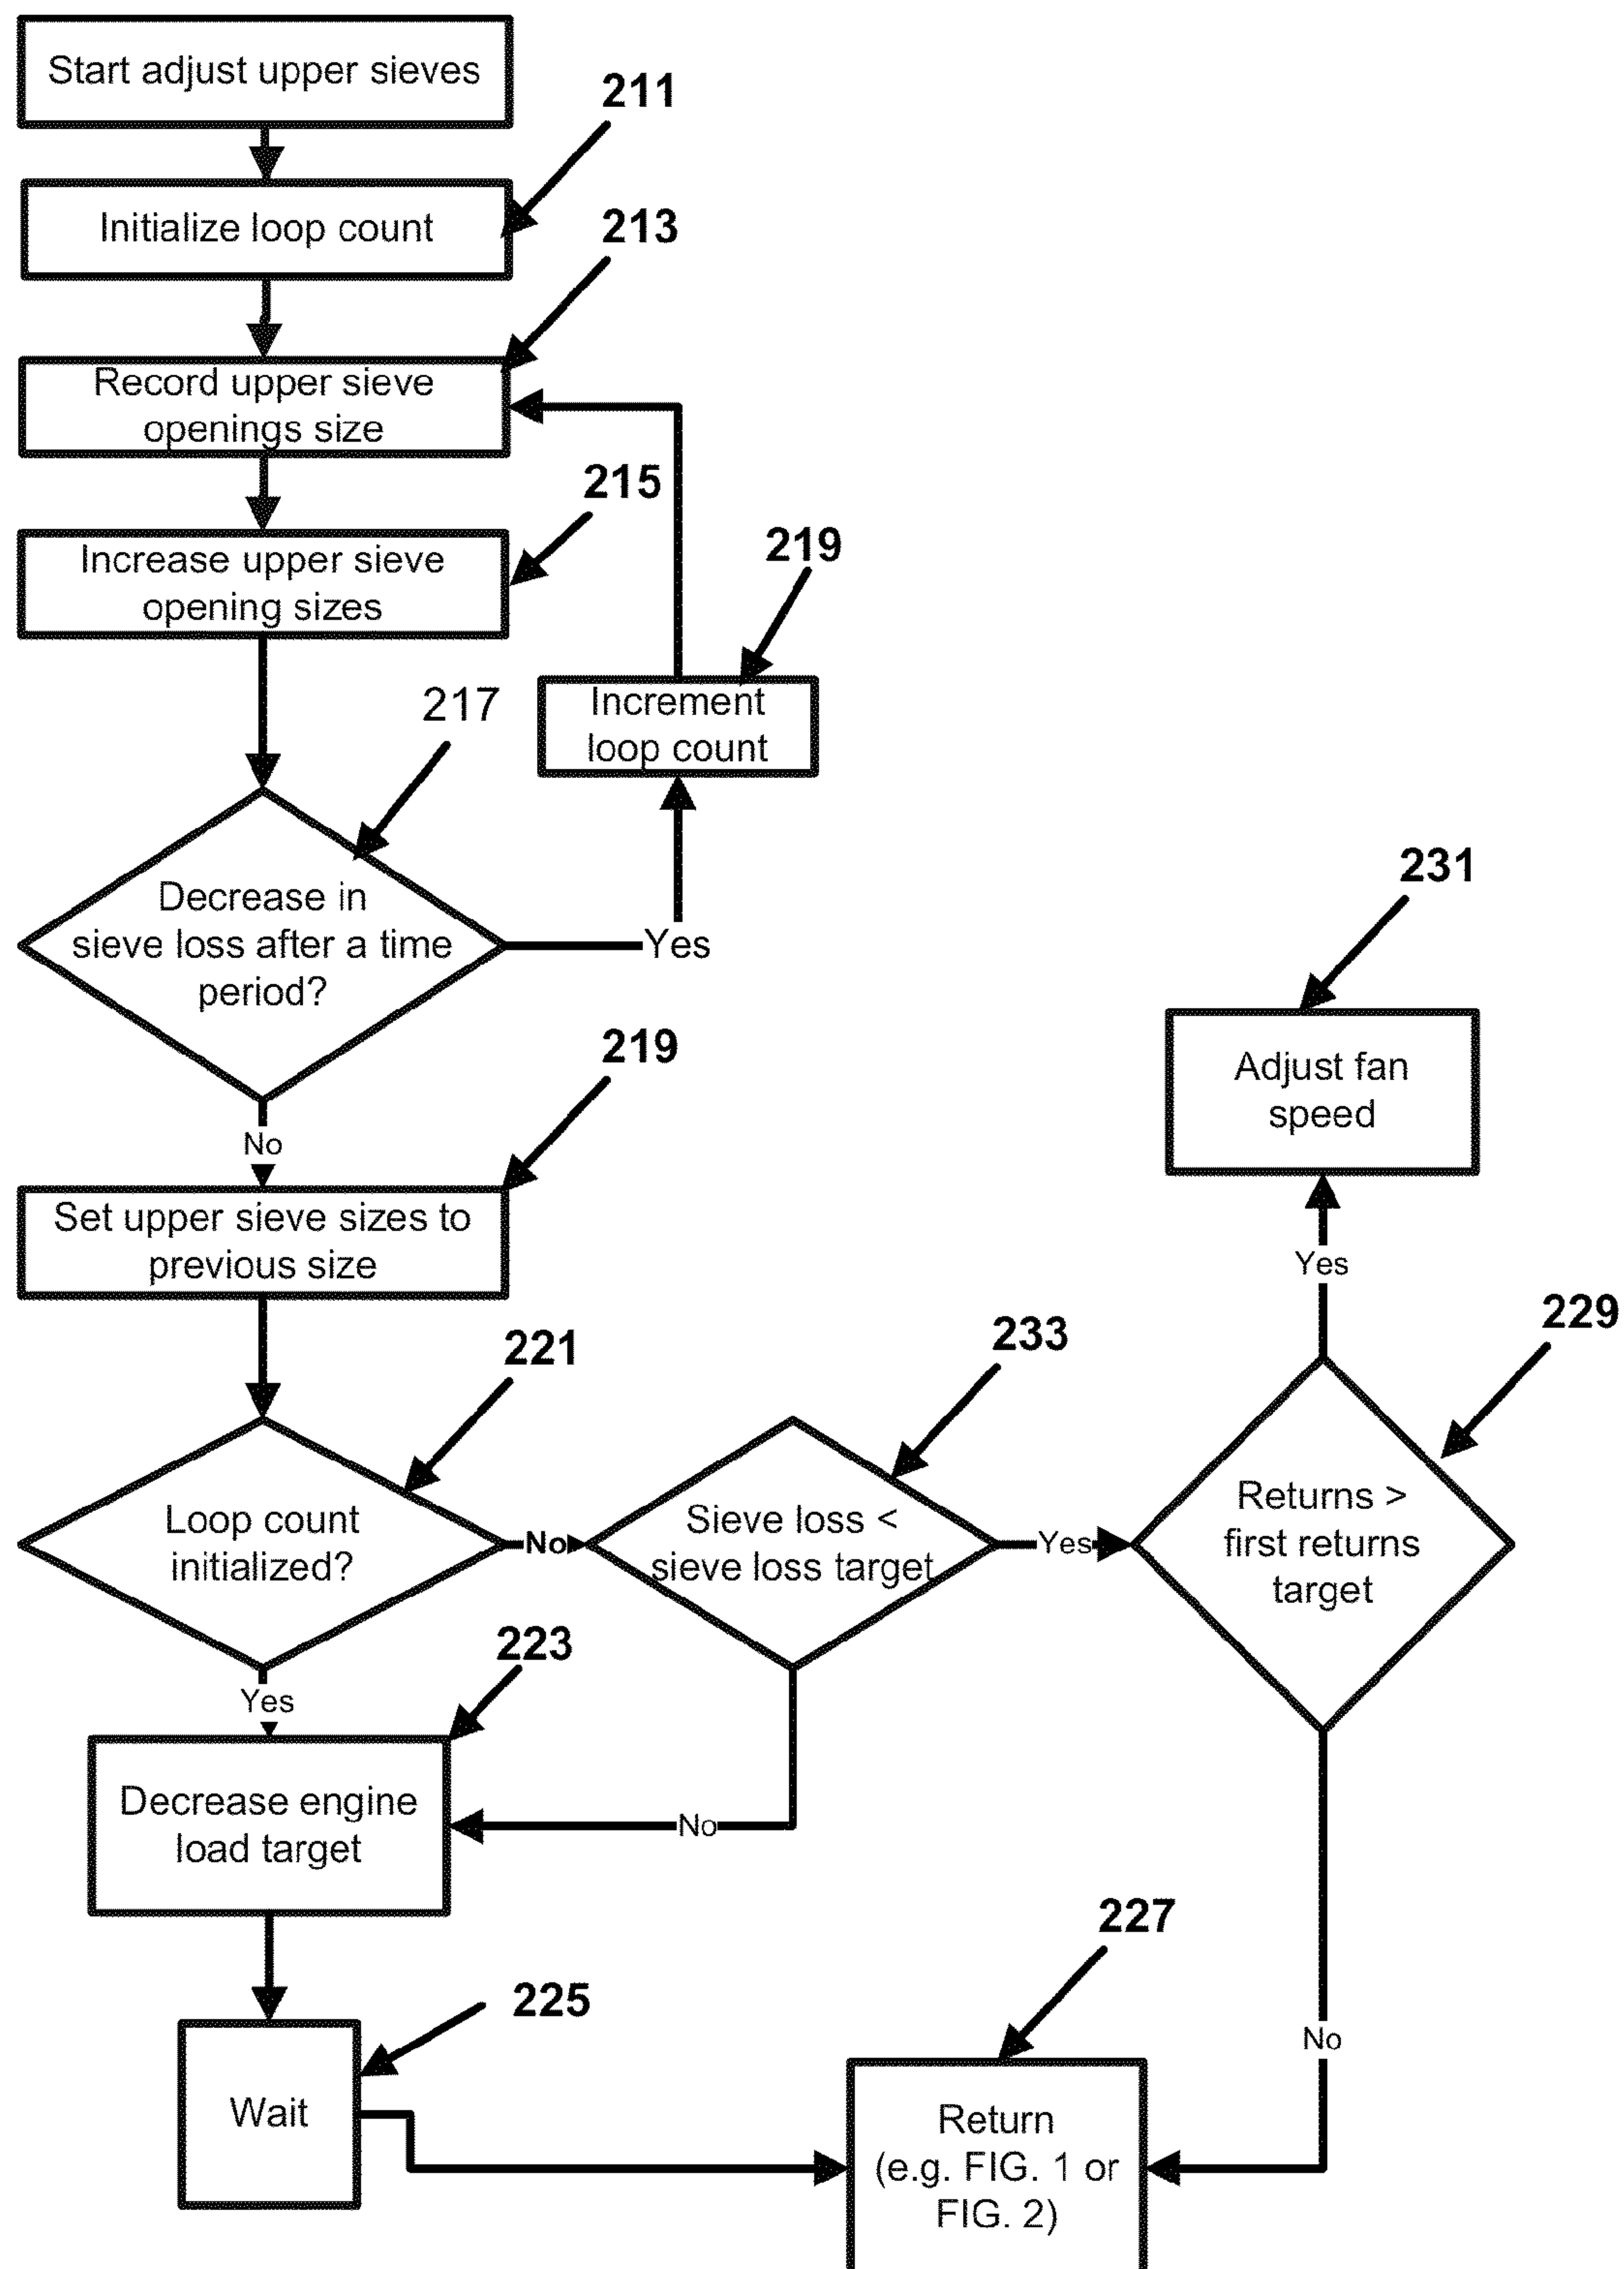 Start adjust upper sieves
211
Initialize loop count
213
Record upper sieve
openings size
215
Increase upper sieve
opening sizes
219
Increment
loop count
217
Decrease in
sieve loss after a time
period?
Yes
231
Adjust fan
speed
No
219
Set upper sieve sizes to
previous size
Yes
229
221
233
Loop count
initialized?
No
Sieve loss <
sieve loss target
Yes
Returns >
first returns
target
Yes
223
Decrease engine
load target
No
227
225
No
Wait
Return
(e.g. FIG. 1 or
FIG. 2)